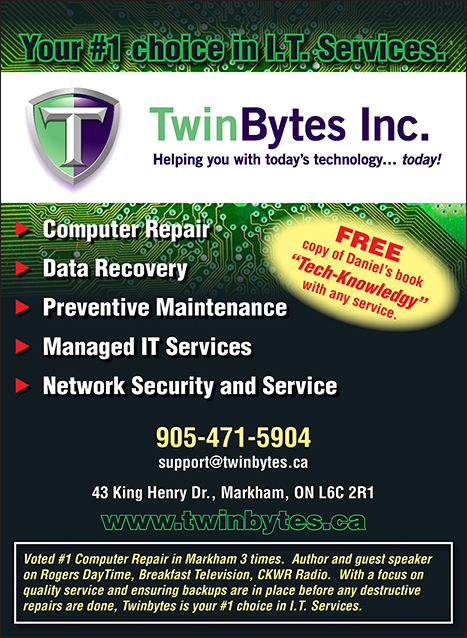 Your #1 choice in I.T. Services.
T
TwinBytes Inc.
Helping you with today's technology... today!
Computer Repair
Data Recovery
Preventive Maintenance
Managed IT Services
Network Security and Service
FREE
copy of Daniel's book
"Tech-Knowledgy"
with any service.
905-471-5904
support@twinbytes.ca
43 King Henry Dr., Markham, ON L6C 2R1
www.twinbytes.ca
Voted #1 Computer Repair in Markham 3 times. Author and guest speaker
on Rogers DayTime, Breakfast Television, CKWR Radio. With a focus on
quality service and ensuring backups are in place before any destructive
repairs are done, Twinbytes is your #1 choice in I.T. Services.